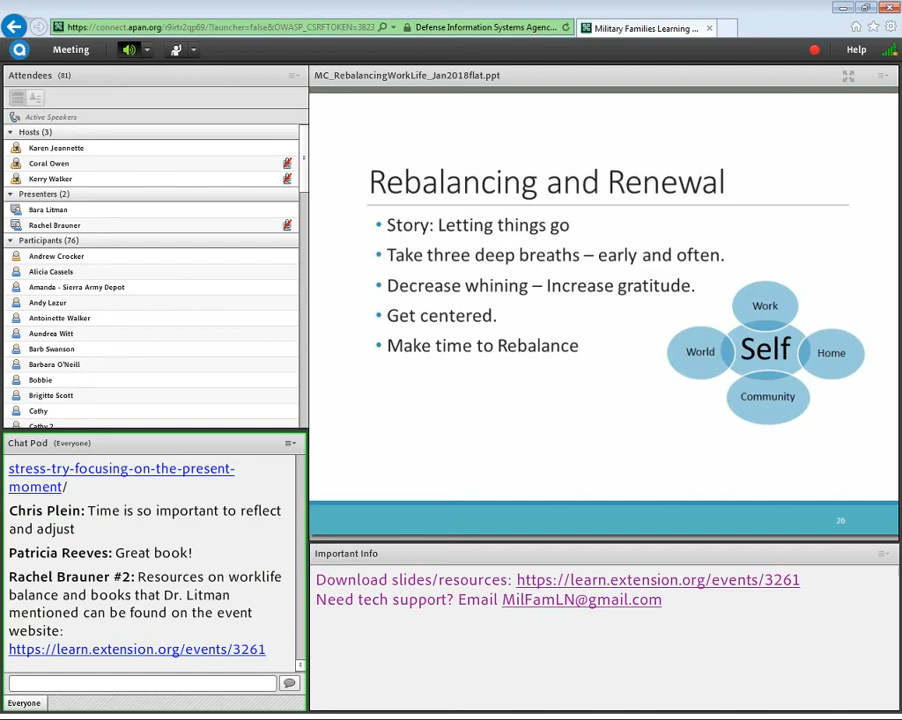 https://connect.apan.org/r9irtz2qp69/?launcher=false&OWASP_CSRFTOKEN=3823
Defense Information Systems Agenc...
Military Families Learning ...
Meeting
Help
Attendees (81)
Active Speakers
Hosts (3)
Karen Jeannette
Coral Owen
Kerry Walker
Presenters (2)
Bara Litman
Rachel Brauner
Participants (76)
Andrew Crocker
Alicia Cassels
Amanda - Sierra Army Depot
Andy Lazur
Antoinette Walker
Aundrea Witt
Barb Swanson
Barbara O'Neill
Bobbie
Brigitte Scott
Cathy
Cathy 2
Chat Pod (Everyone)
stress-try-focusing-on-the-present-
moment/
Chris Plein: Time is so important to reflect
and adjust
Patricia Reeves: Great book!
Rachel Brauner #2: Resources on worklife
balance and books that Dr. Litman
mentioned can be found on the event
website:
https://learn.extension.org/events/3261
Everyone
MC_RebalancingWorkLife_Jan2018flat.ppt
Rebalancing and Renewal
• Story: Letting things go
• Take three deep breaths – early and often.
• Decrease whining – Increase gratitude.
• Get centered.
• Make time to Rebalance
Work
World
Self
Home
Community
26
Important Info
Download slides/resources: https://learn.extension.org/events/3261
Need tech support? Email MilFamLN@gmail.com